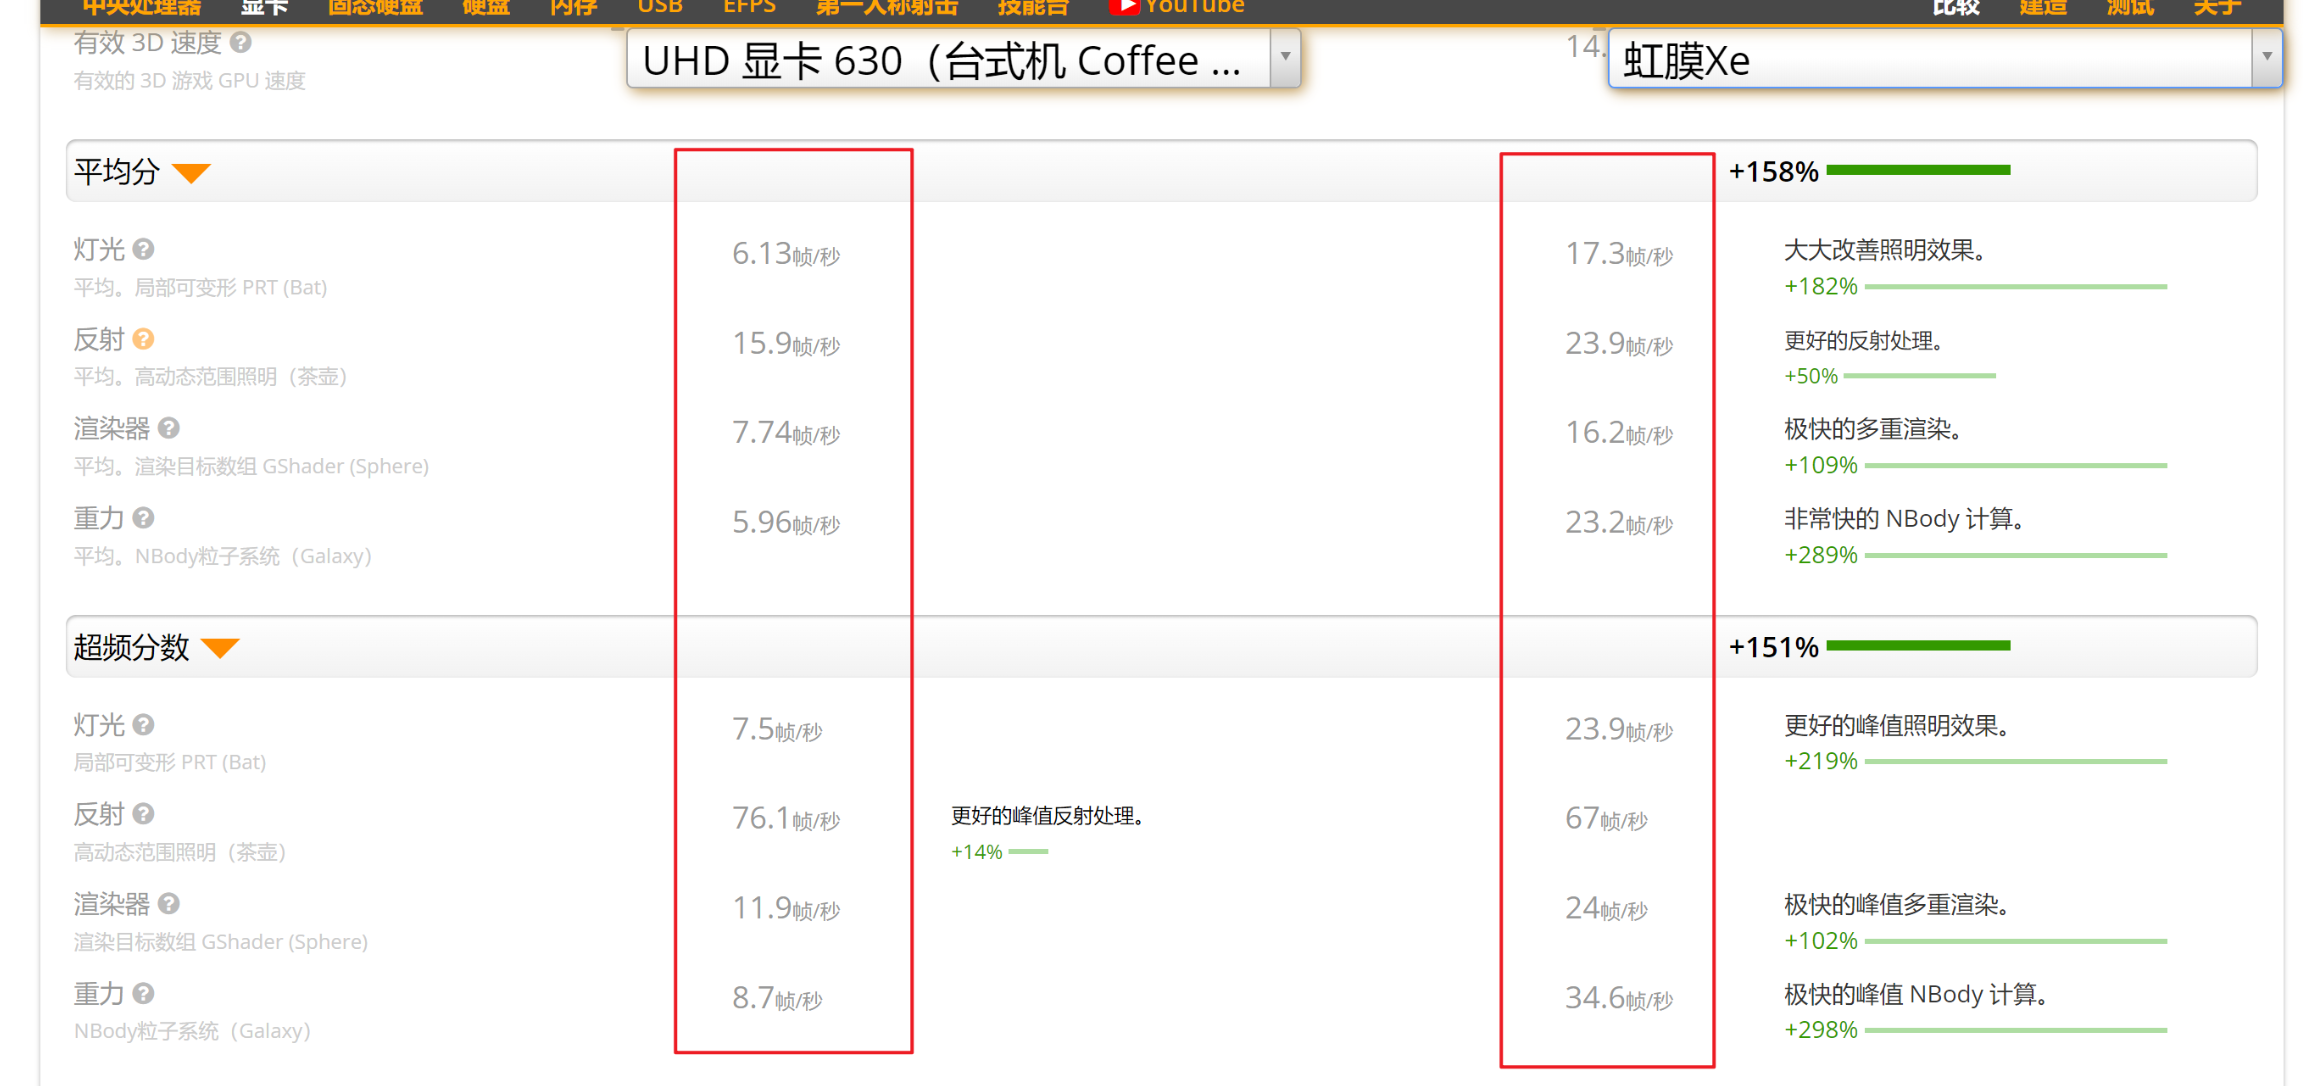 中央处理器 显卡 固态硬盘 硬盘 内存 USB EFPS 第一人称射击 技能台 YouTube 比较 建造 测试 关于
有效 3D 速度 ?
有效的 3D 游戏 GPU 速度
UHD 显卡 630（台式机 Coffee ...
14.
虹膜Xe
平均分 +158%
灯光 ? 6.13帧/秒 17.3帧/秒 大大改善照明效果。
平均。局部可变形 PRT (Bat) +182%
反射 ? 15.9帧/秒 23.9帧/秒 更好的反射处理。
平均。高动态范围照明（茶壶） +50%
渲染器 ? 7.74帧/秒 16.2帧/秒 极快的多重渲染。
平均。渲染目标数组 GShader (Sphere) +109%
重力 ? 5.96帧/秒 23.2帧/秒 非常快的 NBody 计算。
平均。NBody粒子系统（Galaxy） +289%
超频分数 +151%
灯光 ? 7.5帧/秒 23.9帧/秒 更好的峰值照明效果。
局部可变形 PRT (Bat) +219%
反射 ? 76.1帧/秒 更好的峰值反射处理。 67帧/秒
高动态范围照明（茶壶） +14%
渲染器 ? 11.9帧/秒 24帧/秒 极快的峰值多重渲染。
渲染目标数组 GShader (Sphere) +102%
重力 ? 8.7帧/秒 34.6帧/秒 极快的峰值 NBody 计算。
NBody粒子系统（Galaxy） +298%